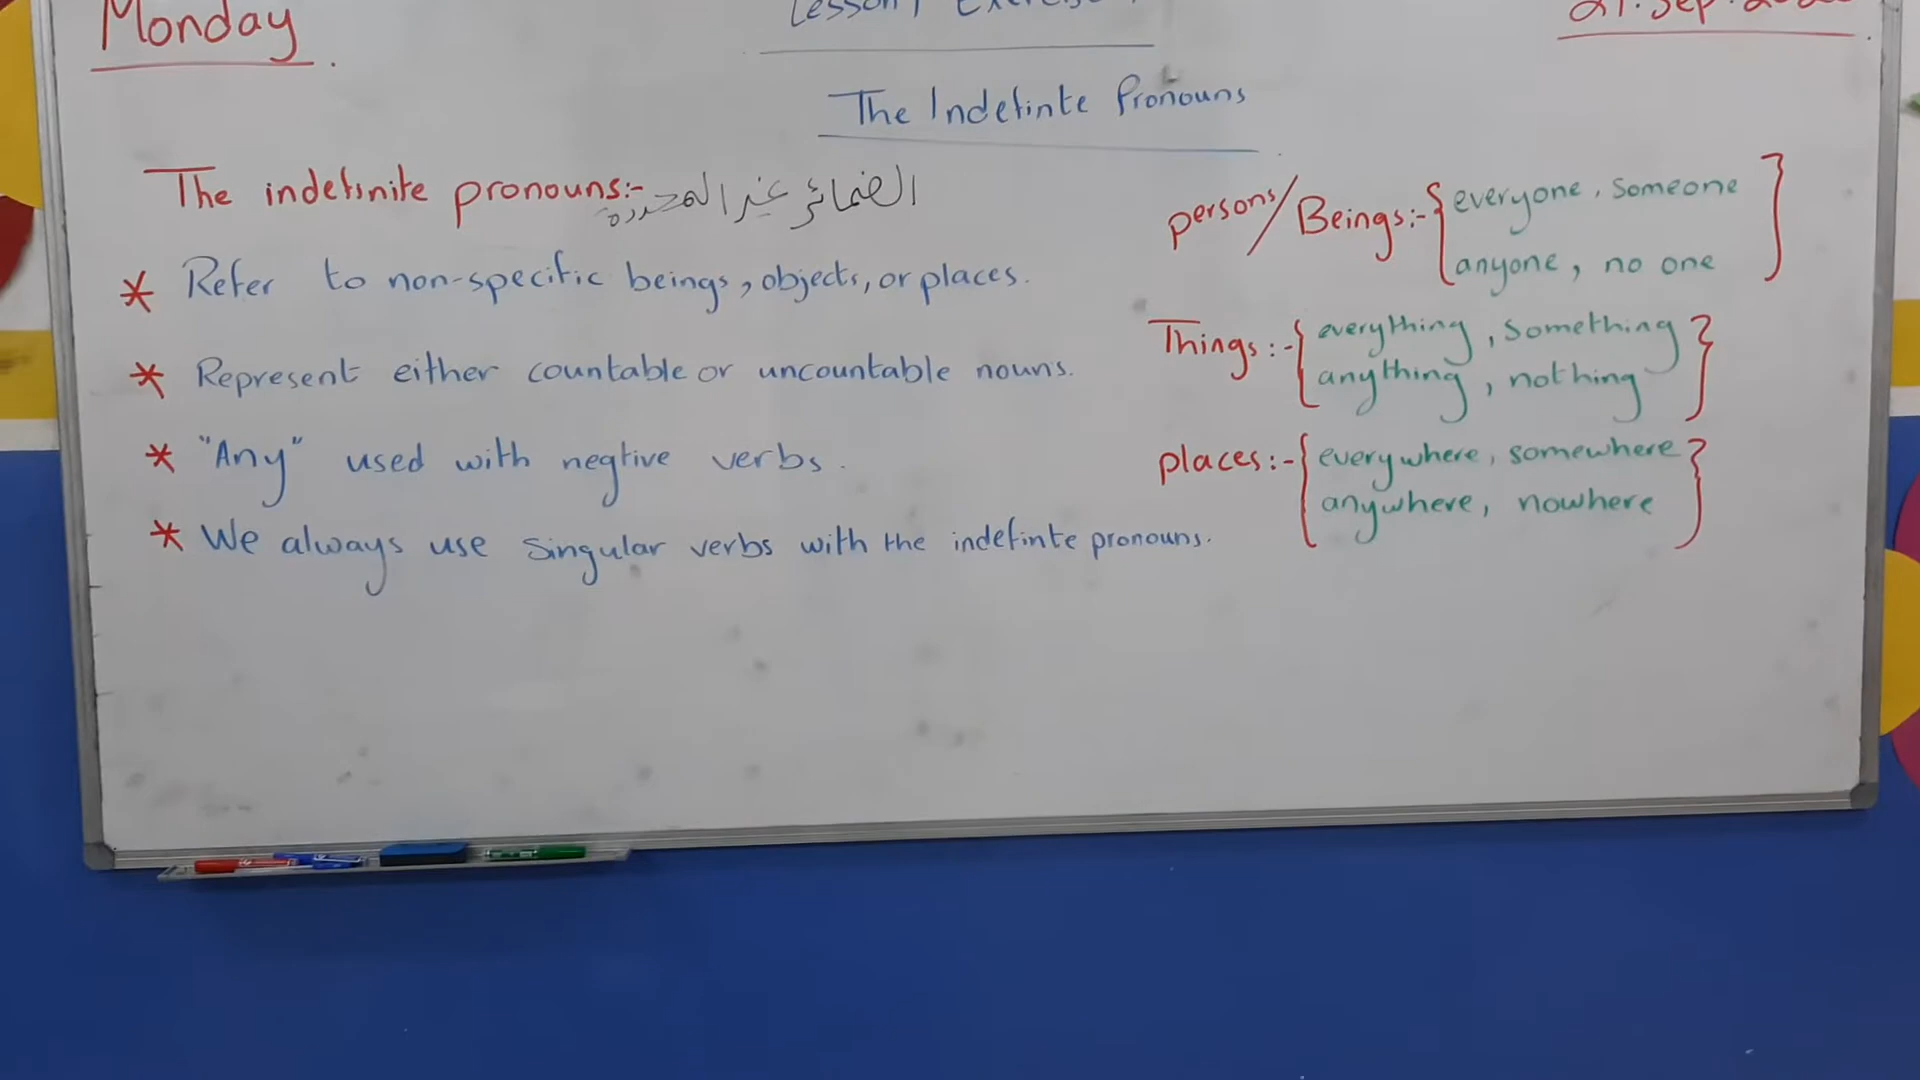 Monday
Lesson 1
The Indefinte Pronouns
The indefinite pronouns:- الضمائر غير المحددة
* Refer to non-specific beings, objects, or places.
* Represent either countable or uncountable nouns.
* "Any" used with negtive verbs.
* We always use singular verbs with the indefinte pronouns.
persons/Beings:- { everyone, someone
anyone, no one }
Things:- { everything, something
anything, nothing }
places:- { everywhere, somewhere
anywhere, nowhere }